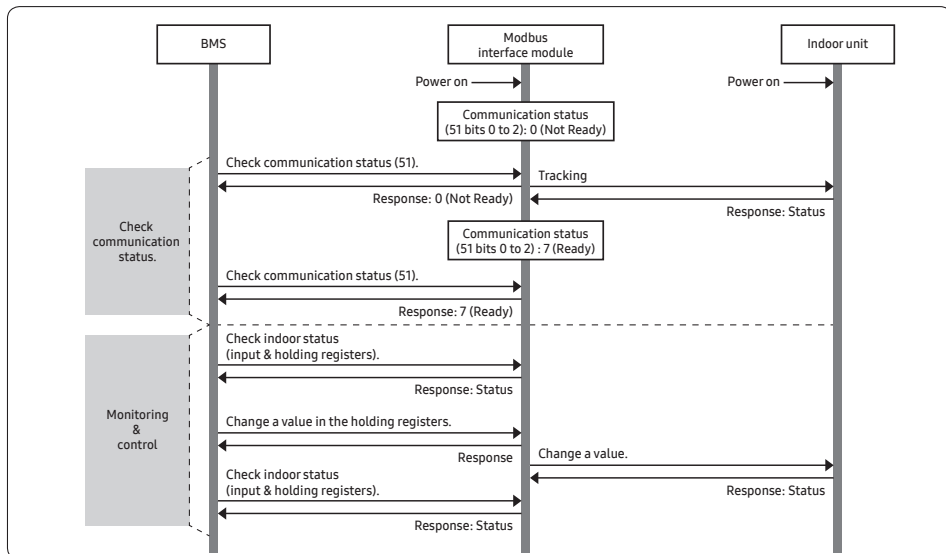 BMS
Modbus
interface module
Indoor unit
Power on
Power on
Communication status
(51 bits 0 to 2): 0 (Not Ready)
Check communication status (51).
Tracking
Response: 0 (Not Ready)
Response: Status
Check
communication
status.
Communication status
(51 bits 0 to 2) : 7 (Ready)
Check communication status (51).
Response: 7 (Ready)
Check indoor status
(input & holding registers).
Response: Status
Monitoring
&
control
Change a value in the holding registers.
Response
Change a value.
Check indoor status
(input & holding registers).
Response: Status
Response: Status